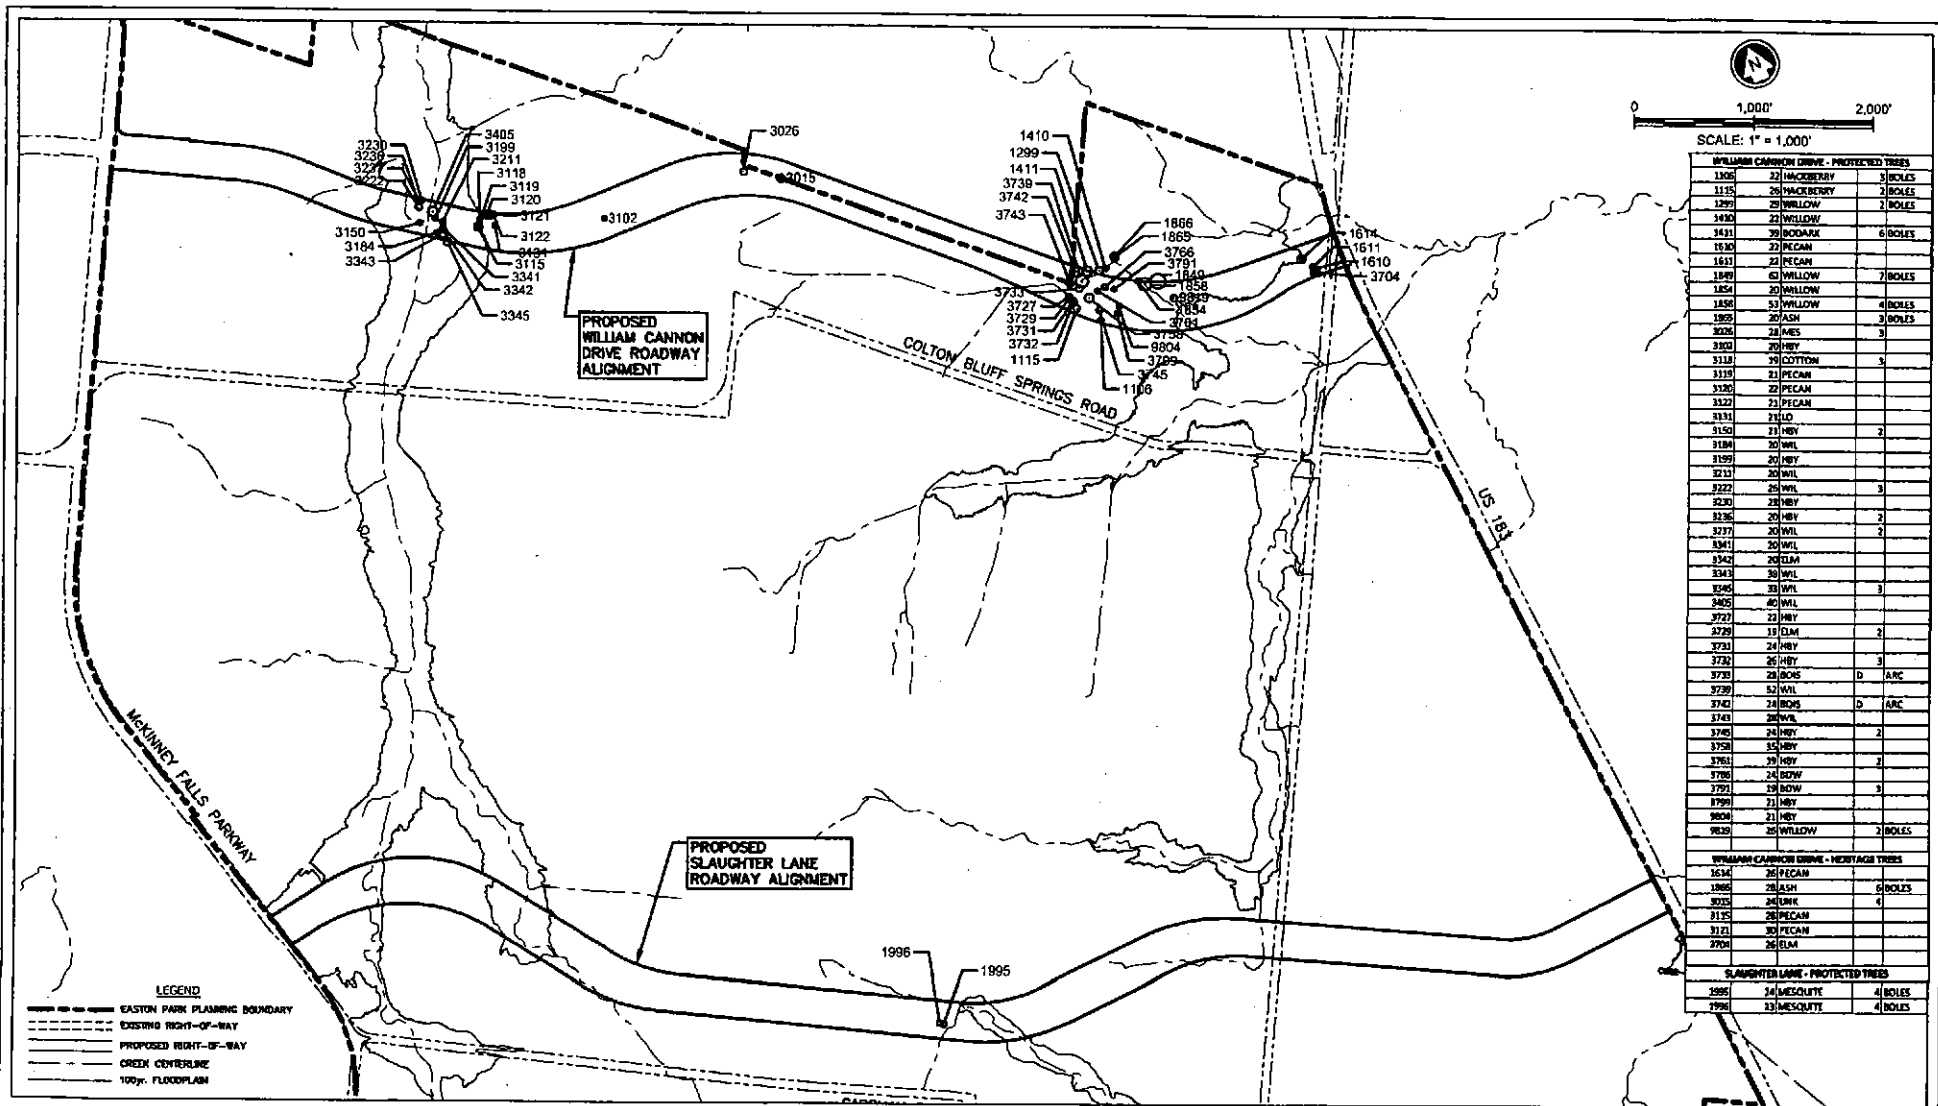 N
0 1,000' 2,000'
SCALE: 1" = 1,000'
3230
3236
3237
3222
3150
3184
3343
3405
3199
3211
3118
3119
3120
3121
3122
3131
3115
3341
3342
3345
3026
3015
3102
1410
1299
1411
3739
3742
3743
1866
1865
3766
3791
1849
1858
1854
3761
9804
3799
3745
1106
3733
3727
3729
3731
3732
1115
1614
1611
1610
3704
PROPOSED
WILLIAM CANNON
DRIVE ROADWAY
ALIGNMENT
COLTON BLUFF SPRINGS ROAD
US 183
McKINNEY FALLS PARKWAY
PROPOSED
SLAUGHTER LANE
ROADWAY ALIGNMENT
1996
1995
LEGEND
EASTON PARK PLANNING BOUNDARY
EXISTING RIGHT-OF-WAY
PROPOSED RIGHT-OF-WAY
CREEK CENTERLINE
100yr. FLOODPLAIN
WILLIAM CANNON DRIVE - PROTECTED TREES
1106 22 HACKBERRY 3 BOLES
1115 26 HACKBERRY 2 BOLES
1299 29 WILLOW 2 BOLES
1410 22 WILLOW
1411 39 BODARK 6 BOLES
1610 22 PECAN
1611 22 PECAN
1849 62 WILLOW 7 BOLES
1854 20 WILLOW
1858 53 WILLOW 4 BOLES
1865 20 ASH 3 BOLES
3026 28 MES 3
3102 20 HBY
3118 19 COTTON 3
3119 21 PECAN
3120 22 PECAN
3122 21 PECAN
3131 21 LO
3150 21 HBY 2
3184 20 WIL
3199 20 HBY
3211 20 WIL
3222 26 WIL 3
3230 28 HBY
3236 20 HBY 2
3237 20 WIL 2
3341 20 WIL
3342 20 ELM
3343 38 WIL
3345 33 WIL 3
3405 40 WIL
3727 22 HBY
3729 19 ELM 2
3731 24 HBY
3732 26 HBY 3
3733 28 BOIS D ARC
3739 52 WIL
3742 24 BOIS D ARC
3743 28 WIL
3745 24 HBY 2
3758 35 HBY
3761 39 HBY 2
3786 24 BOW
3791 19 BOW 3
3799 21 HBY
9804 21 HBY
9819 26 WILLOW 2 BOLES
WILLIAM CANNON DRIVE - HERITAGE TREES
1614 26 PECAN
1866 28 ASH 6 BOLES
3015 24 UNK 4
3115 28 PECAN
3121 30 PECAN
3704 26 ELM
SLAUGHTER LANE - PROTECTED TREES
1995 24 MESQUITE 4 BOLES
1996 23 MESQUITE 4 BOLES